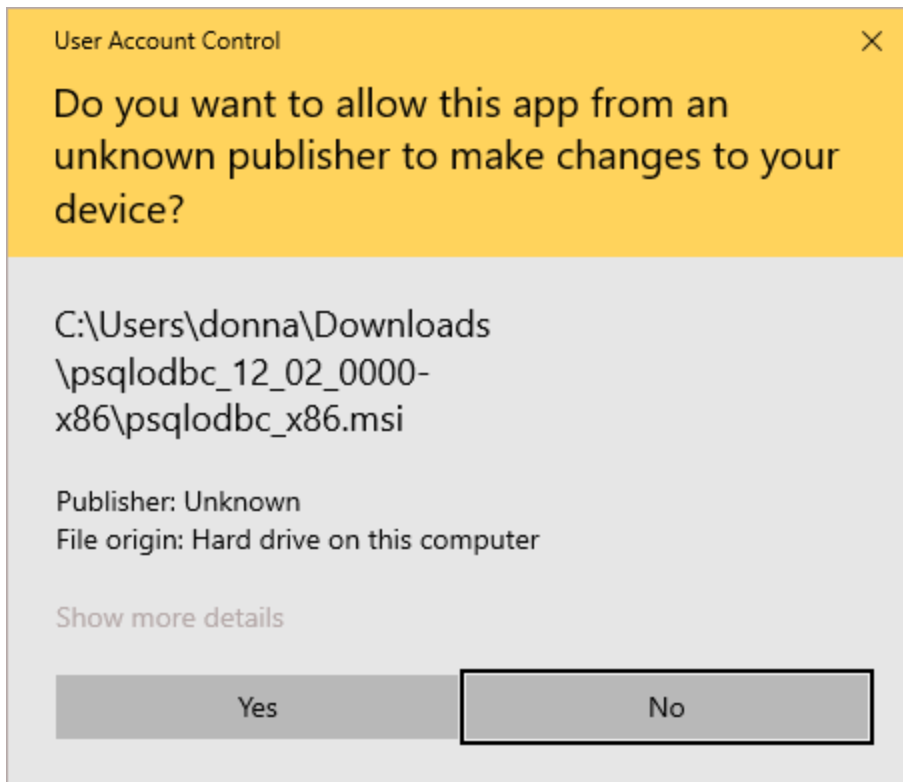 User Account Control
Do you want to allow this app from an
unknown publisher to make changes to your
device?
C:\Users\donna\Downloads
\psqlodbc_12_02_0000-
x86\psqlodbc_x86.msi
Publisher: Unknown
File origin: Hard drive on this computer
Show more details
Yes
No